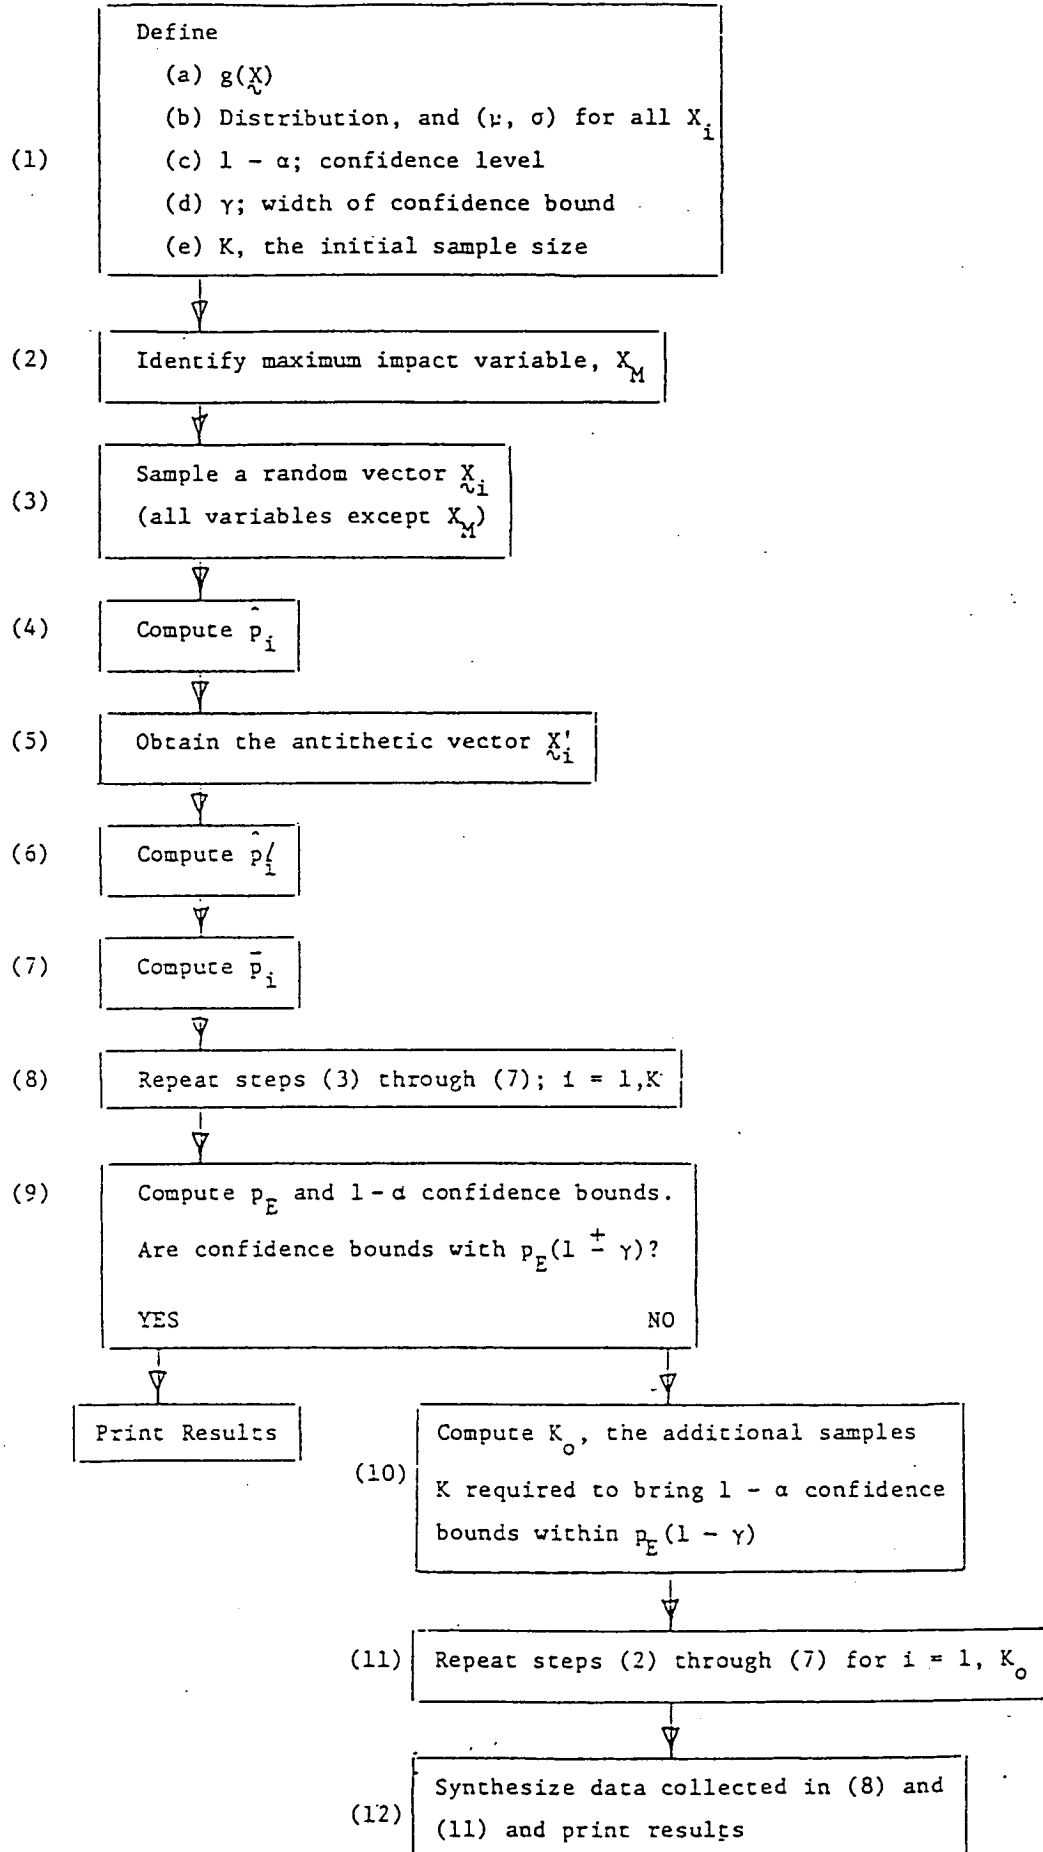 Define
(a) g(X̰)
(b) Distribution, and (μ, σ) for all X_i
(1)
(c) 1 - α; confidence level
(d) γ; width of confidence bound
(e) K, the initial sample size
(2)
Identify maximum impact variable, X_M
(3)
Sample a random vector X̰_i
(all variables except X_M)
(4)
Compute p̂_i
(5)
Obtain the antithetic vector X̰'_i
(6)
Compute p̂'_i
(7)
Compute p̄_i
(8)
Repeat steps (3) through (7); i = 1,K
(9)
Compute p_E and 1-α confidence bounds.
Are confidence bounds with p_E(1 ± γ)?
YES NO
Print Results
(10)
Compute K_o, the additional samples
K required to bring 1 - α confidence
bounds within p_E(1 - γ)
(11)
Repeat steps (2) through (7) for i = 1, K_o
(12)
Synthesize data collected in (8) and
(11) and print results